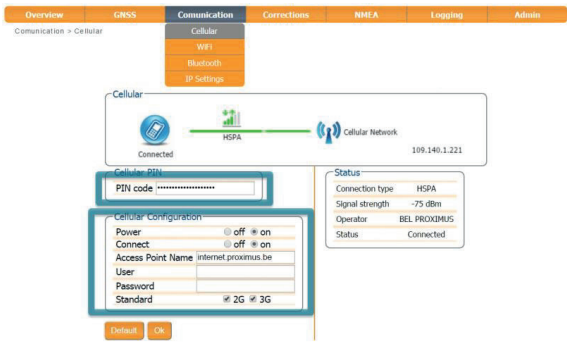 Overview GNSS Comunication Corrections NMEA Logging Admin
Comunication > Cellular
Cellular
WiFi
Bluetooth
IP Settings
Cellular
Connected
HSPA
Cellular Network
109.140.1.221
Cellular PIN
PIN code ••••••••••••••••••••
Cellular Configuration
Power off on
Connect off on
Access Point Name internet.proximus.be
User
Password
Standard 2G 3G
Default Ok
Status
Connection type HSPA
Signal strength -75 dBm
Operator BEL PROXIMUS
Status Connected